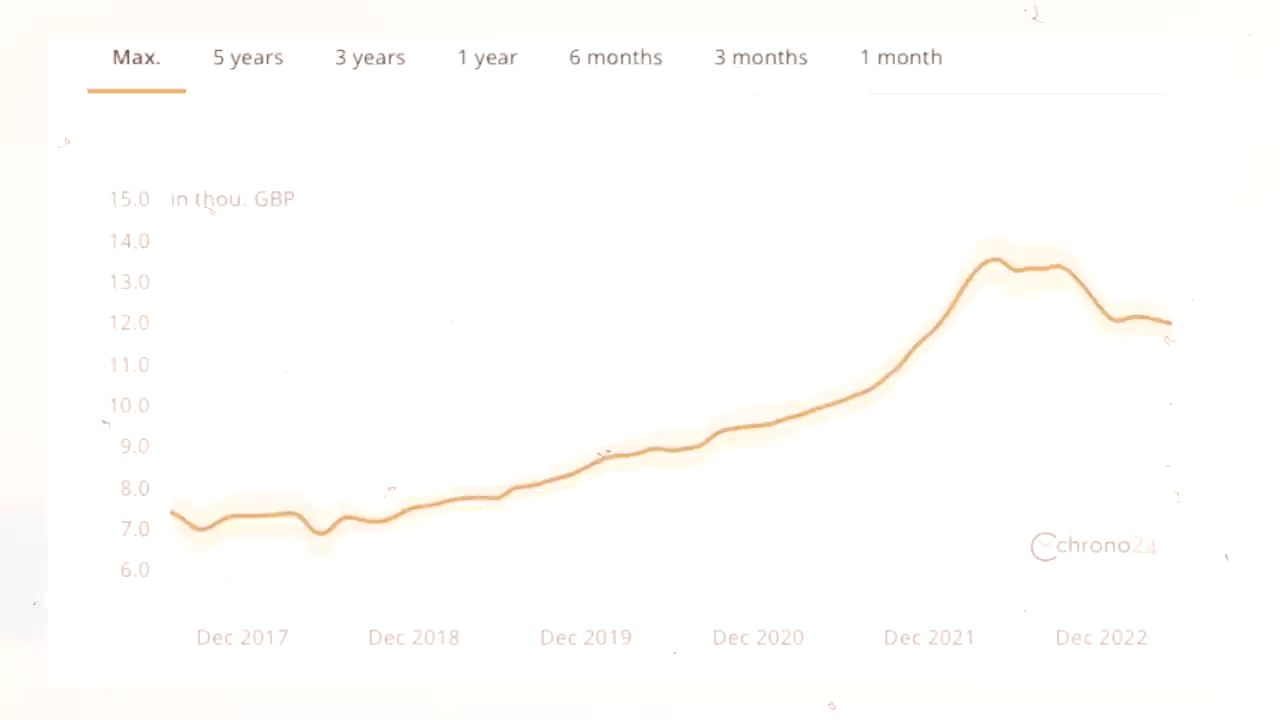 Max. 5 years 3 years 1 year 6 months 3 months 1 month
15.0 in thou. GBP
14.0
13.0
12.0
11.0
10.0
9.0
8.0
7.0
6.0
chrono24
Dec 2017 Dec 2018 Dec 2019 Dec 2020 Dec 2021 Dec 2022